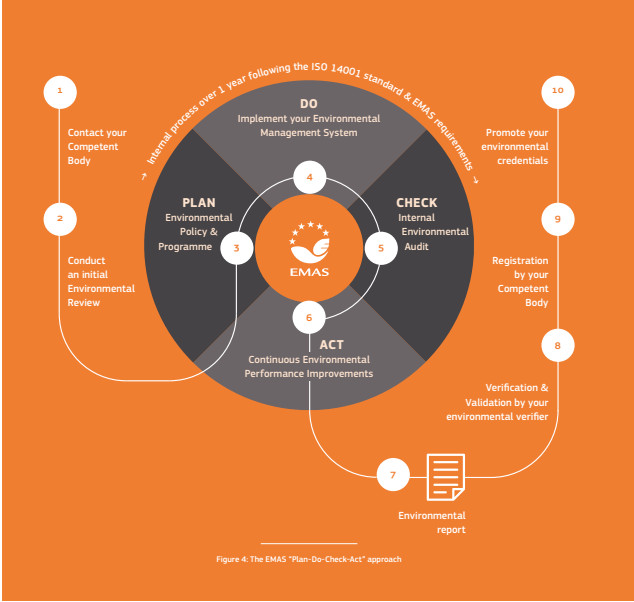 Internal process over 1 year following the ISO 14001 standard & EMAS requirements
1
Contact your
Competent
Body
2
Conduct
an initial
Environmental
Review
PLAN
Environmental
Policy &
Programme
3
DO
Implement your Environmental
Management System
4
EMAS
CHECK
Internal
Environmental
Audit
5
6
ACT
Continuous Environmental
Performance Improvements
7
Environmental
report
8
Verification &
Validation by your
environmental verifier
9
Registration
by your
Competent
Body
10
Promote your
environmental
credentials
Figure 4: The EMAS "Plan-Do-Check-Act" approach